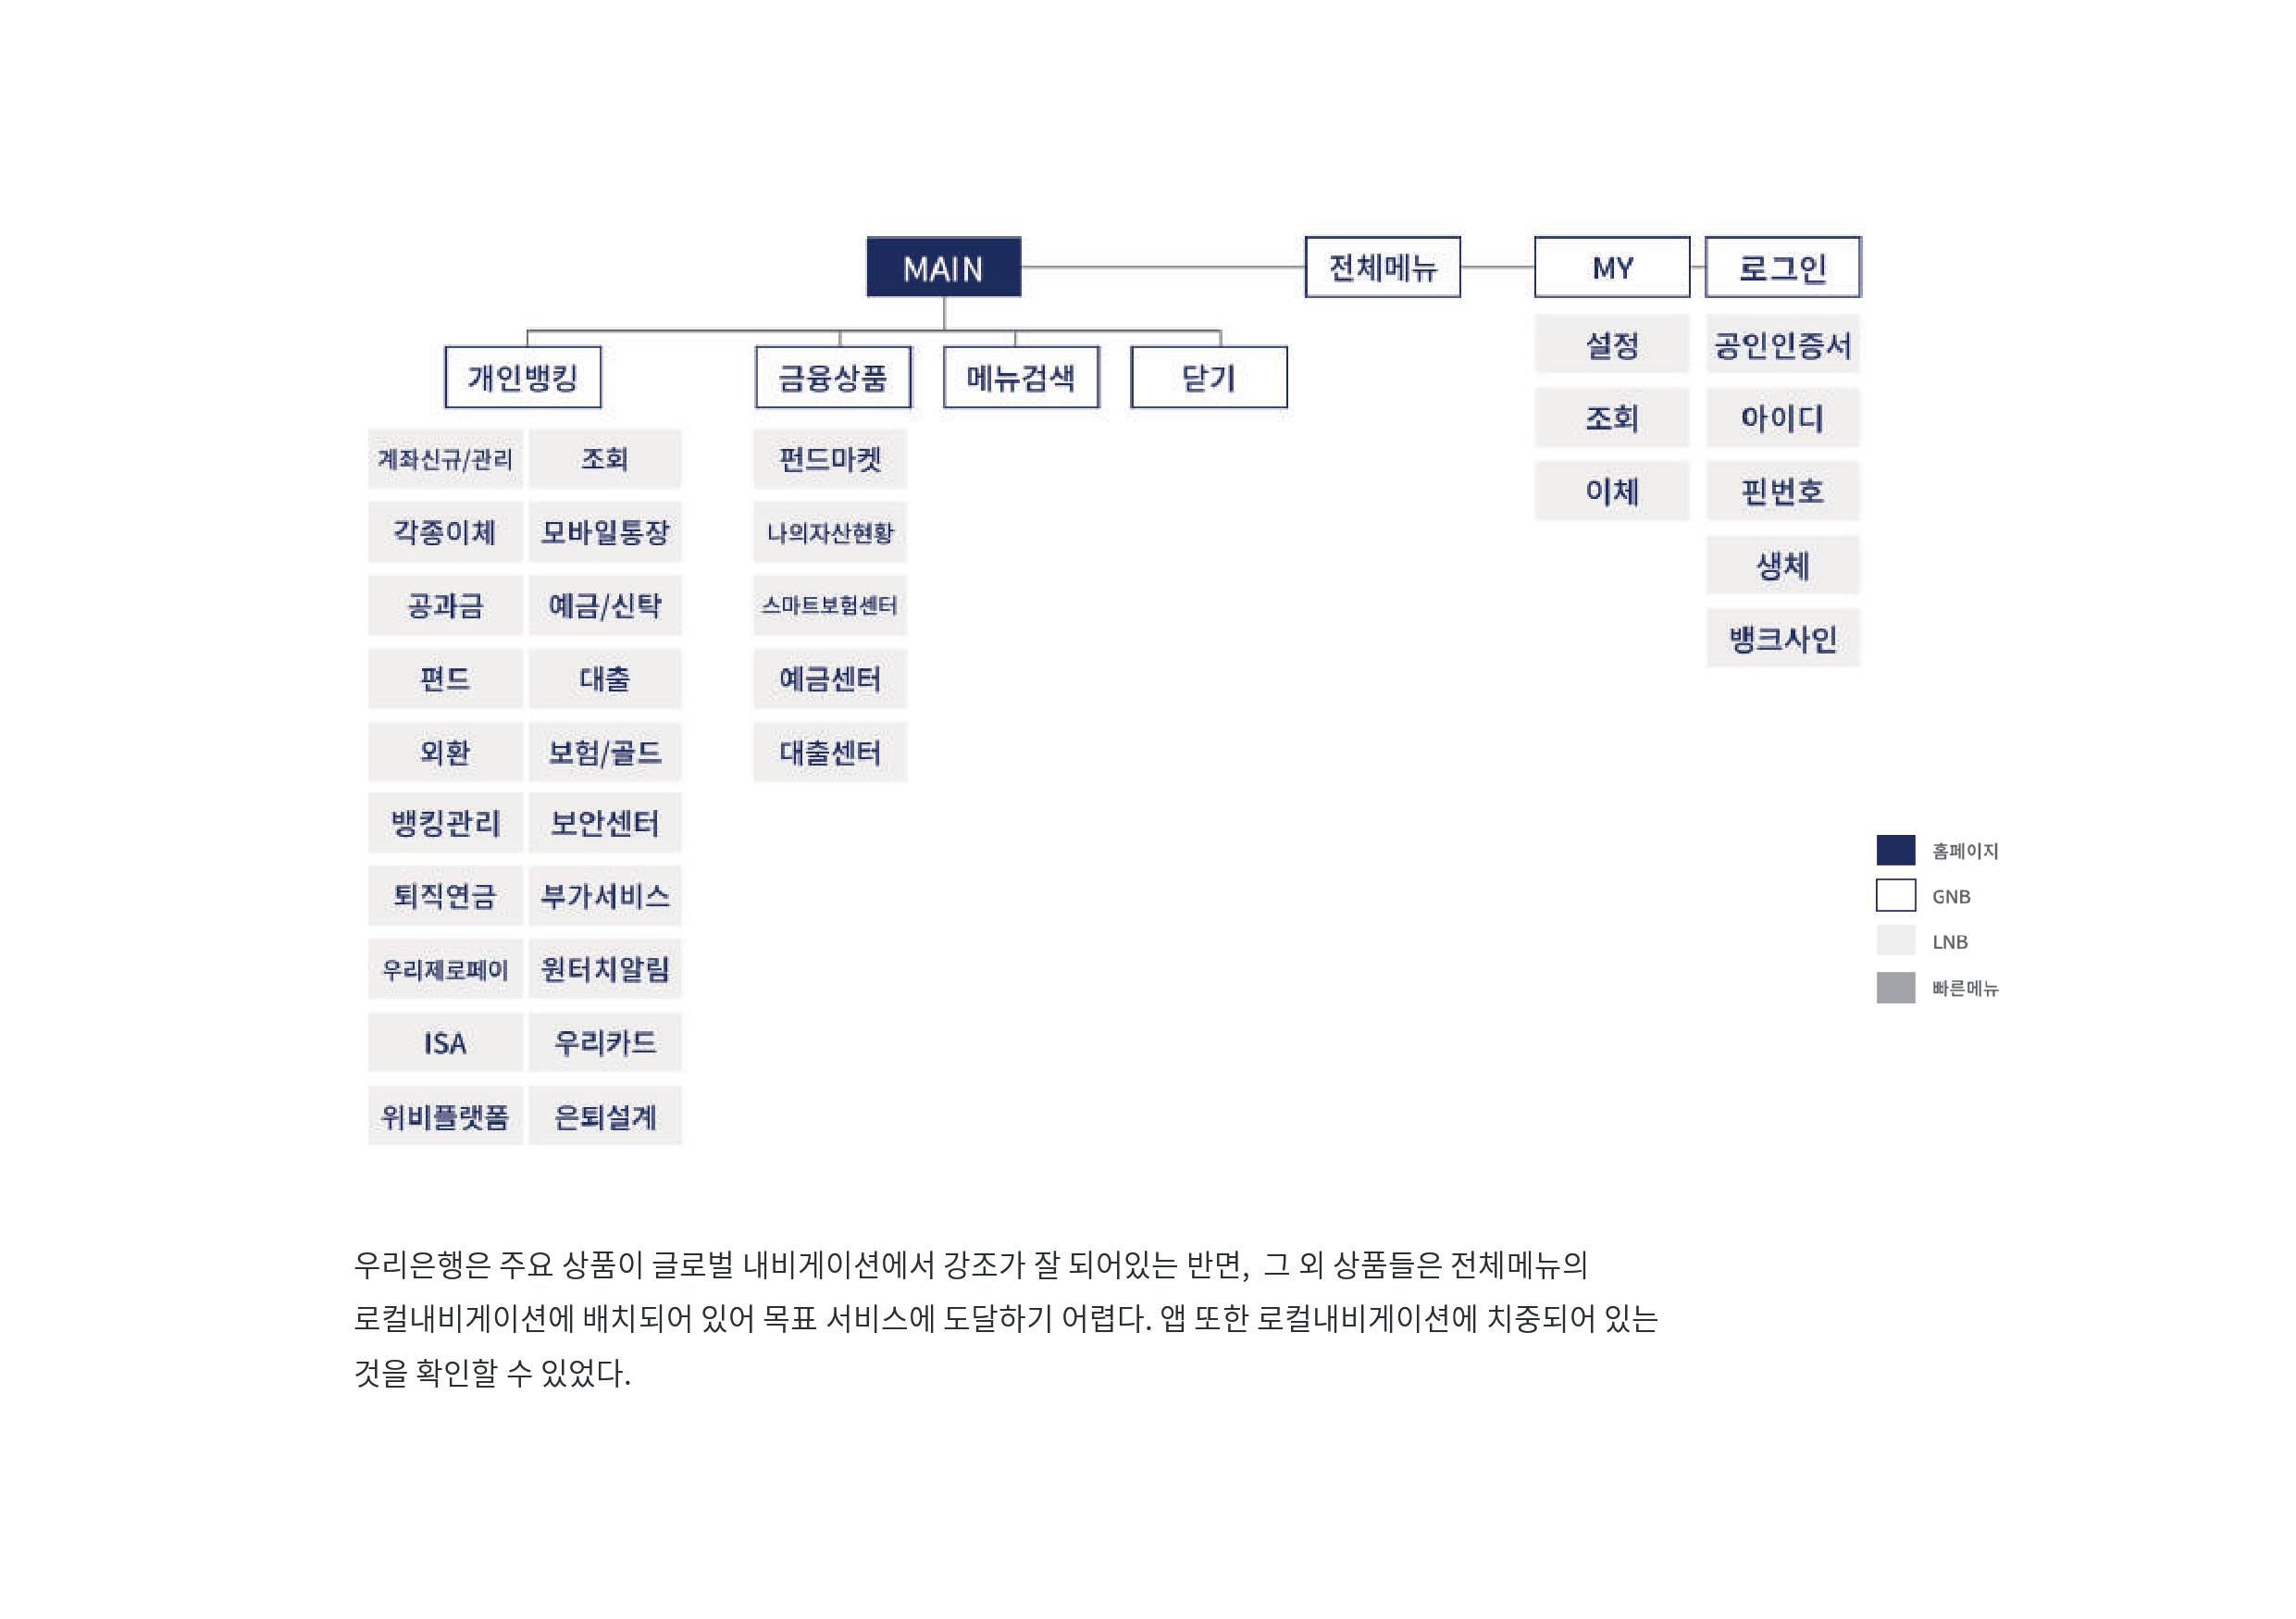 MAIN
전체메뉴
MY
로그인
개인뱅킹
금융상품
메뉴검색
닫기
설정
공인인증서
조회
아이디
이체
핀번호
생체
뱅크사인
계좌신규/관리
조회
각종이체
모바일통장
공과금
예금/신탁
편드
대출
외환
보험/골드
뱅킹관리
보안센터
퇴직연금
부가서비스
우리제로페이
원터치알림
ISA
우리카드
위비플랫폼
은퇴설계
펀드마켓
나의자산현황
스마트보험센터
예금센터
대출센터
홈페이지
GNB
LNB
빠른메뉴
우리은행은 주요 상품이 글로벌 내비게이션에서 강조가 잘 되어있는 반면, 그 외 상품들은 전체메뉴의
로컬내비게이션에 배치되어 있어 목표 서비스에 도달하기 어렵다. 앱 또한 로컬내비게이션에 치중되어 있는
것을 확인할 수 있었다.